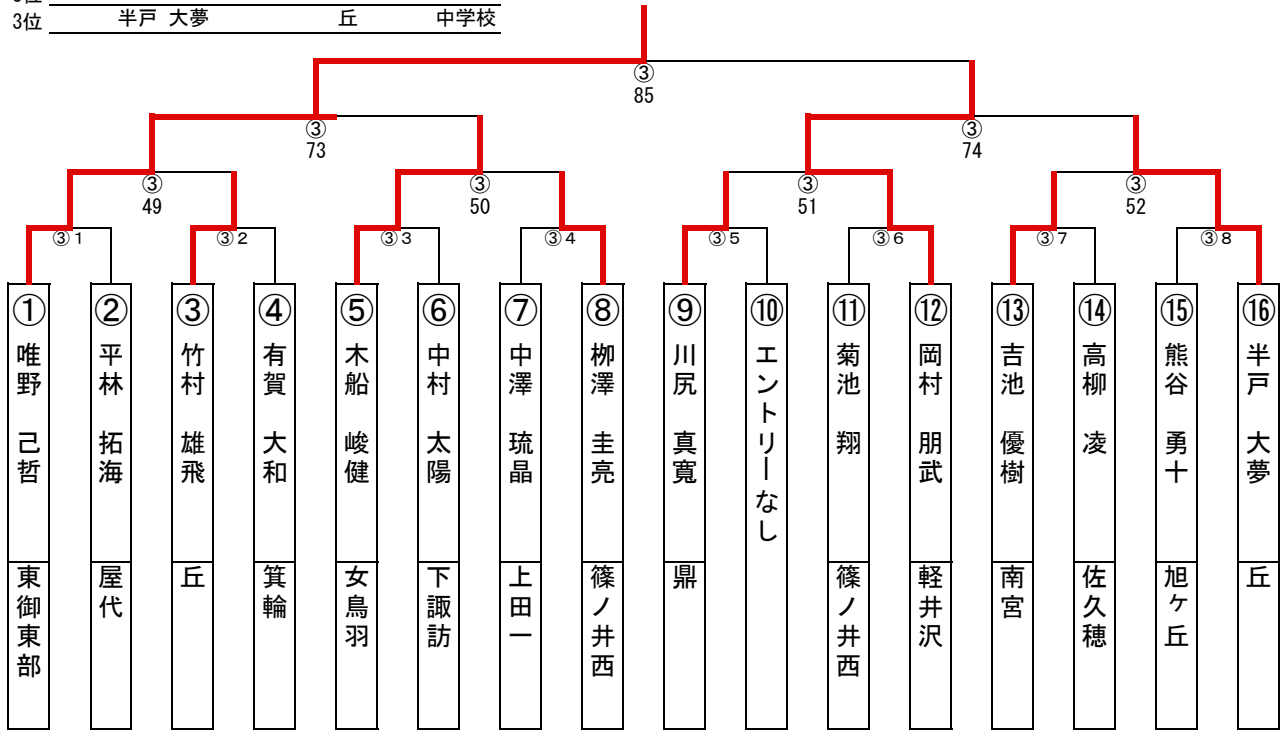 3位 半戸 大夢 丘 中学校
③
85
③
73
③
74
③
49
③
50
③
51
③
52
③1
③2
③3
③4
③5
③6
③7
③8
① 唯野 己哲 東御東部
② 平林 拓海 屋代
③ 竹村 雄飛 丘
④ 有賀 大和 箕輪
⑤ 木船 峻健 女鳥羽
⑥ 中村 太陽 下諏訪
⑦ 中澤 琉晶 上田一
⑧ 栁澤 圭亮 篠ノ井西
⑨ 川尻 真寛 鼎
⑩ エントリーなし
⑪ 菊池 翔 篠ノ井西
⑫ 岡村 朋武 軽井沢
⑬ 吉池 優樹 南宮
⑭ 高柳 凌 佐久穂
⑮ 熊谷 勇十 旭ケ丘
⑯ 半戸 大夢 丘